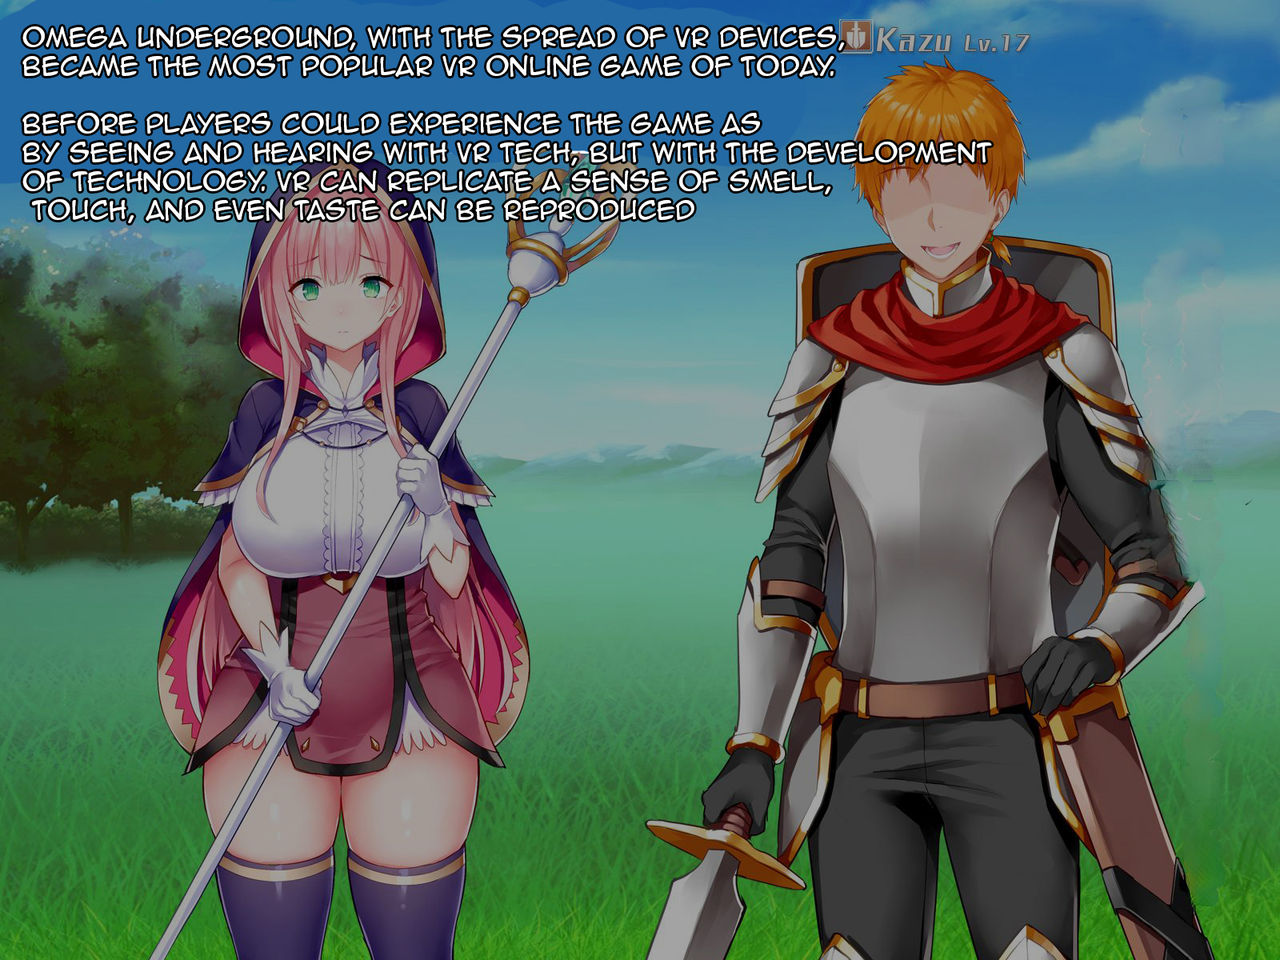 OMEGA UNDERGROUND, WITH THE SPREAD OF VR DEVICES,
BECAME THE MOST POPULAR VR ONLINE GAME OF TODAY.
BEFORE PLAYERS COULD EXPERIENCE THE GAME AS
BY SEEING AND HEARING WITH VR TECH, BUT WITH THE DEVELOPMENT
OF TECHNOLOGY. VR CAN REPLICATE A SENSE OF SMELL,
TOUCH, AND EVEN TASTE CAN BE REPRODUCED
Kazu Lv.17